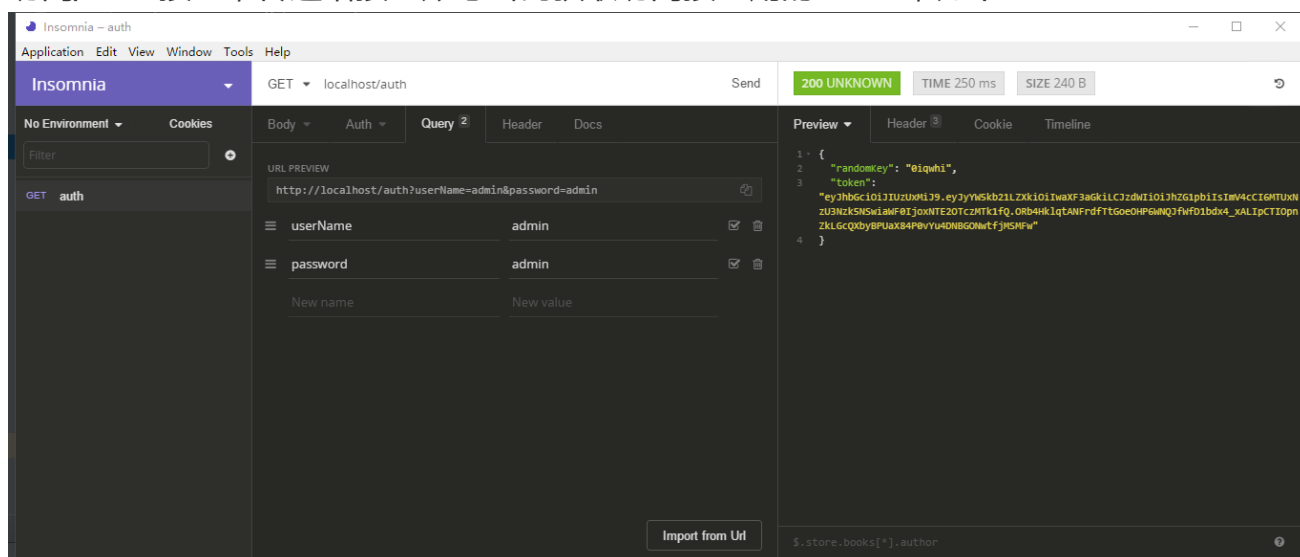 Insomnia – auth
Application Edit View Window Tools Help
Insomnia
GET localhost/auth
Send
200 UNKNOWN
TIME 250 ms
SIZE 240 B
No Environment
Cookies
Body
Auth
Query 2
Header
Docs
Preview
Header 3
Cookie
Timeline
Filter
GET auth
URL PREVIEW
http://localhost/auth?userName=admin&password=admin
userName
admin
password
admin
New name
New value
1 {
2 "randomKey": "0iqwhi",
3 "token":
4 }
Import from Url
$.store.books[*].author